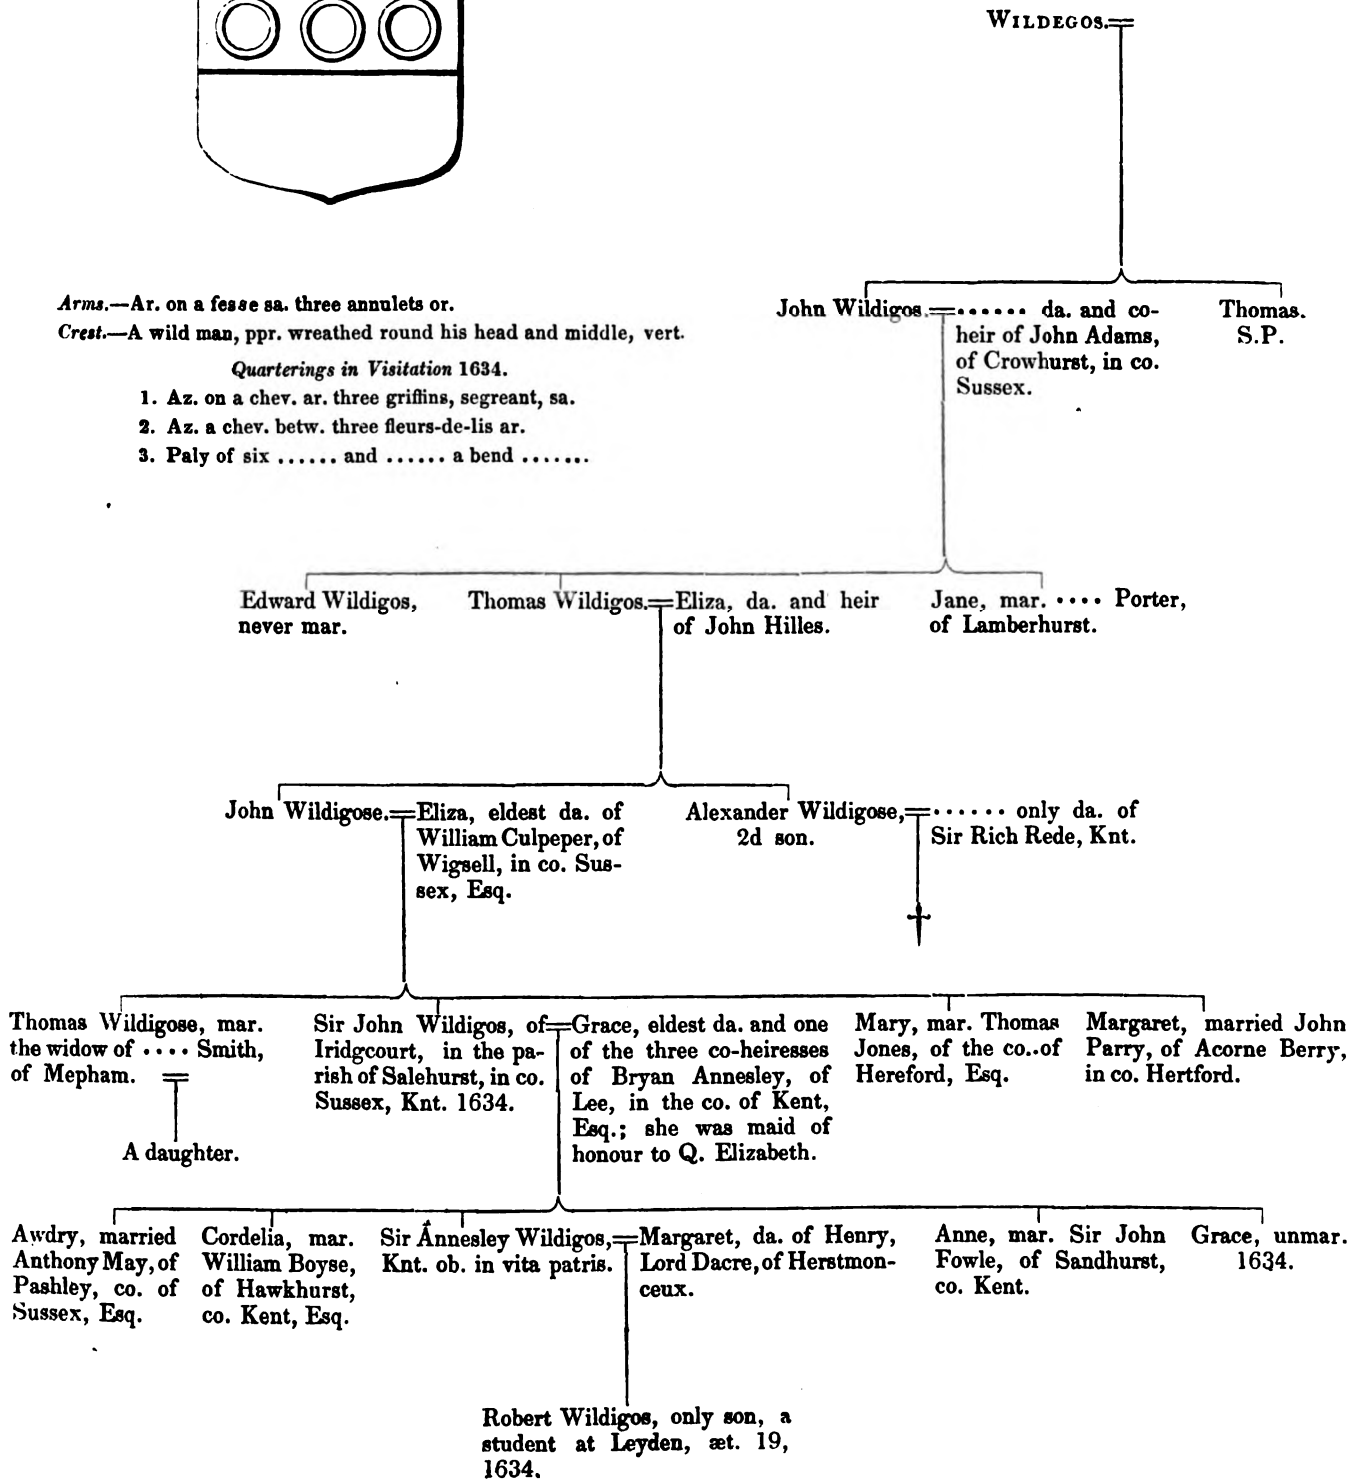 WILDEGOS.
Arms.—Ar. on a fesse sa. three annulets or.
Crest.—A wild man, ppr. wreathed round his head and middle, vert.
Quarterings in Visitation 1634.
1. Az. on a chev. ar. three griffins, segreant, sa.
2. Az. a chev. betw. three fleurs-de-lis ar.
3. Paly of six ...... and ...... a bend .......
John Wildigos.
...... da. and co-
heir of John Adams,
of Crowhurst, in co.
Sussex.
Thomas.
S.P.
Edward Wildigos,
never mar.
Thomas Wildigos.
Eliza, da. and heir
of John Hilles.
Jane, mar. .... Porter,
of Lamberhurst.
John Wildigose.
Eliza, eldest da. of
William Culpeper, of
Wigsell, in co. Sus-
sex, Esq.
Alexander Wildigose,
2d son.
...... only da. of
Sir Rich Rede, Knt.
Thomas Wildigose, mar.
the widow of .... Smith,
of Mepham.
A daughter.
Sir John Wildigos, of
Iridgcourt, in the pa-
rish of Salehurst, in co.
Sussex, Knt. 1634.
Grace, eldest da. and one
of the three co-heiresses
of Bryan Annesley, of
Lee, in the co. of Kent,
Esq.; she was maid of
honour to Q. Elizabeth.
Mary, mar. Thomas
Jones, of the co..of
Hereford, Esq.
Margaret, married John
Parry, of Acorne Berry,
in co. Hertford.
Awdry, married
Anthony May, of
Pashley, co. of
Sussex, Esq.
Cordelia, mar.
William Boyse,
of Hawkhurst,
co. Kent, Esq.
Sir Annesley Wildigos,
Knt. ob. in vita patris.
Margaret, da. of Henry,
Lord Dacre, of Herstmon-
ceux.
Anne, mar. Sir John
Fowle, of Sandhurst,
co. Kent.
Grace, unmar.
1634.
Robert Wildigos, only son, a
student at Leyden, æt. 19,
1634.